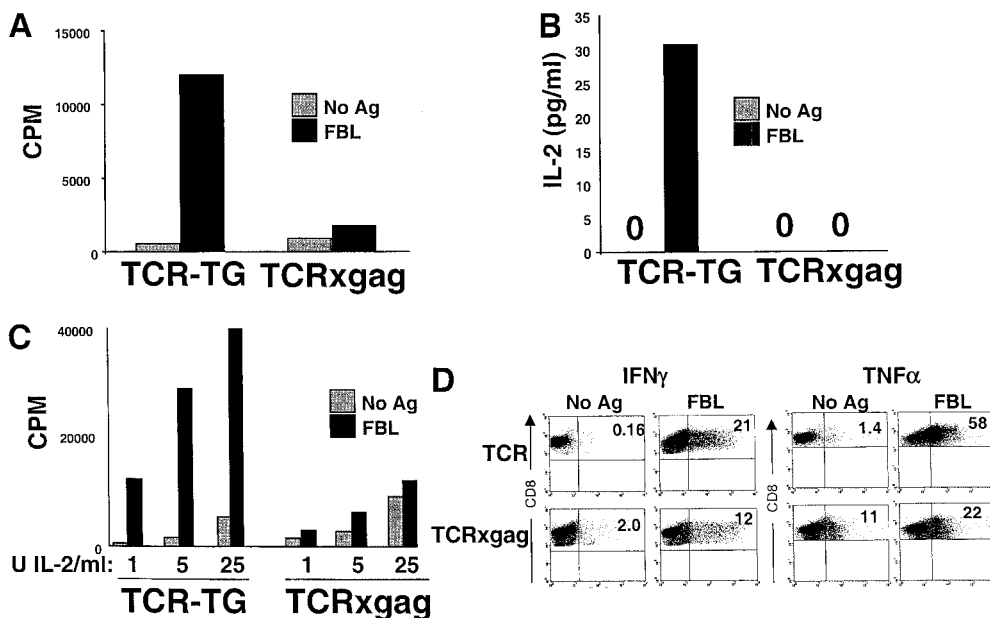 A
15000
10000
5000
0
CPM
No Ag
FBL
TCR-TG TCRxgag
B
35
30
25
20
15
10
5
0
IL-2 (pg/ml)
No Ag
FBL
0 0 0
TCR-TG TCRxgag
C
40000
20000
0
CPM
No Ag
FBL
U IL-2/ml: 1 5 25 1 5 25
TCR-TG TCRxgag
D
IFNγ TNFα
No Ag FBL No Ag FBL
TCR 0.16 21 1.4 58
CD8 CD8
TCRxgag 2.0 12 11 22